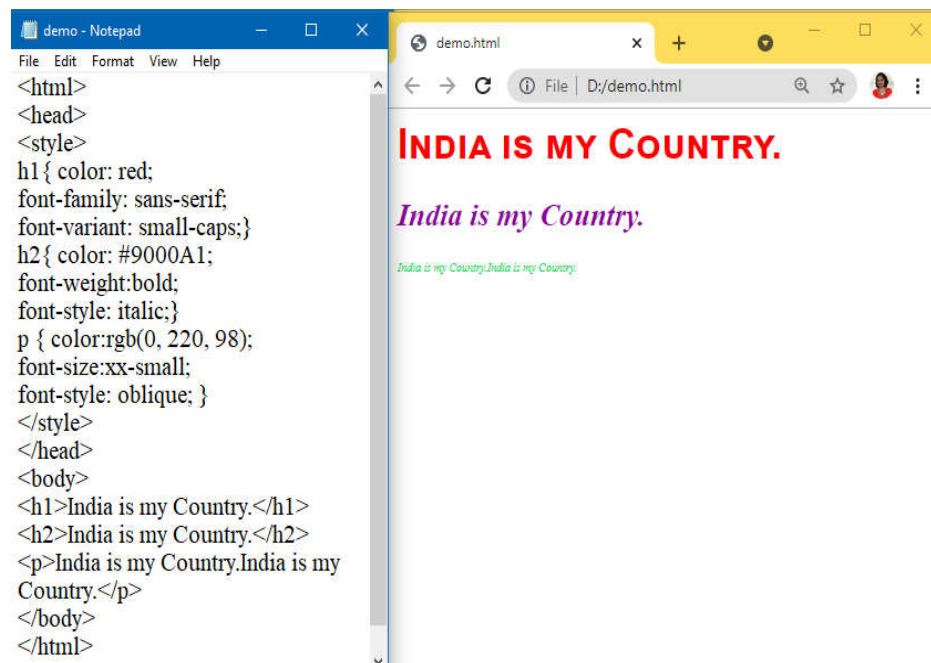 demo - Notepad
File Edit Format View Help
<html>
<head>
<style>
h1{ color: red;
font-family: sans-serif;
font-variant: small-caps;}
h2{ color: #9000A1;
font-weight:bold;
font-style: italic;}
p { color:rgb(0, 220, 98);
font-size:xx-small;
font-style: oblique; }
</style>
</head>
<body>
<h1>India is my Country.</h1>
<h2>India is my Country.</h2>
<p>India is my Country.India is my
Country.</p>
</body>
</html>
demo.html
File | D:/demo.html
India is my Country.
India is my Country.
India is my Country.India is my Country.